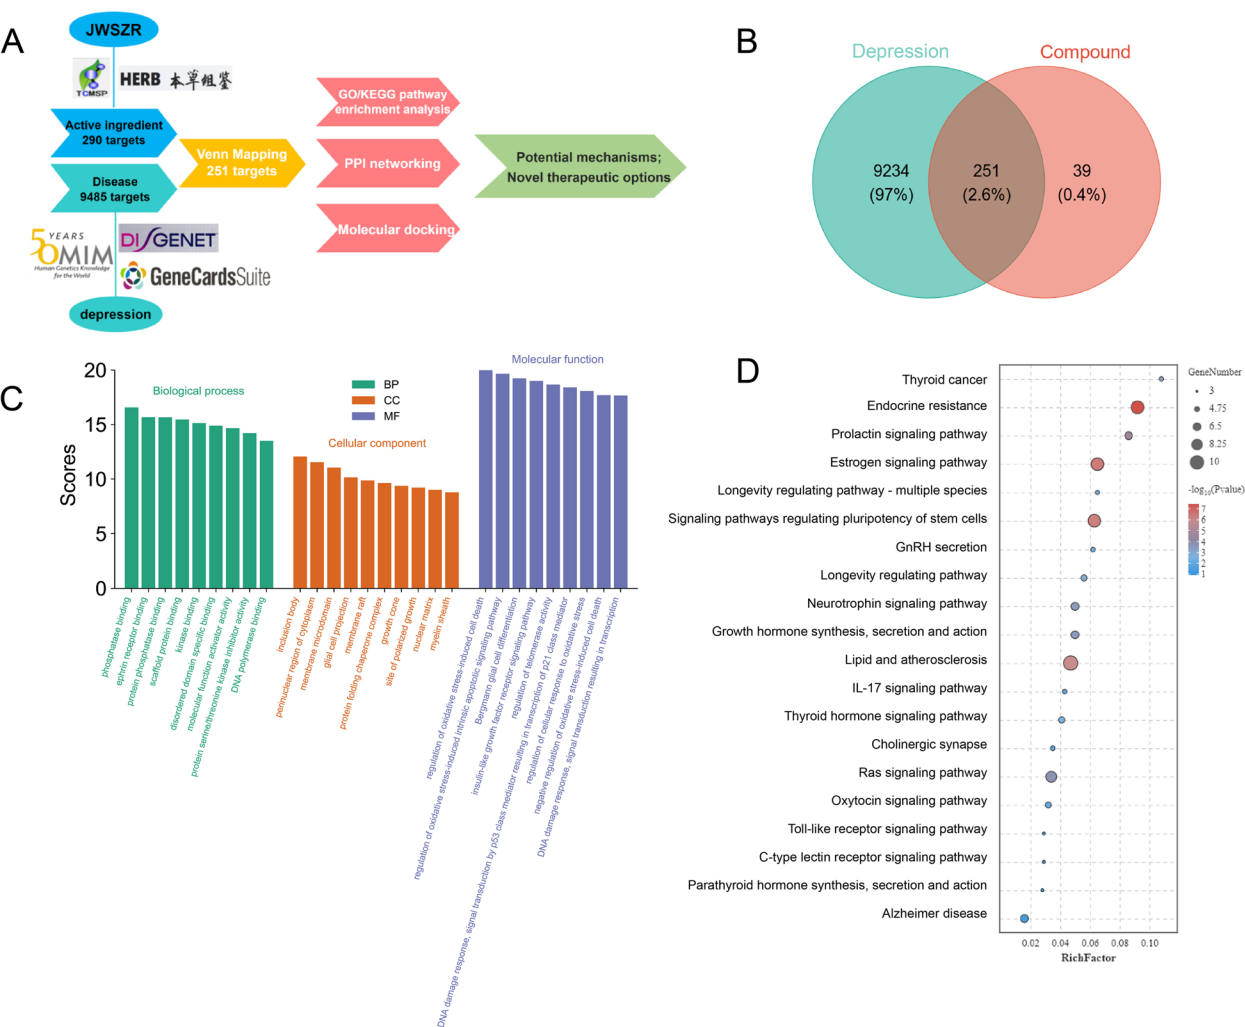 A
JWSZR
TCMSP
HERB 本草组鉴
Active ingredient
290 targets
Disease
9485 targets
Venn Mapping
251 targets
GO/KEGG pathway
enrichment analysis
PPI networking
Molecular docking
Potential mechanisms;
Novel therapeutic options
50 YEARS
OMIM
Human Genetics Knowledge
for the World
DISGENET
GeneCardsSuite
depression
B
Depression
Compound
9234
(97%)
251
(2.6%)
39
(0.4%)
C
Scores
20
15
10
5
0
Biological process
Cellular component
Molecular function
BP
CC
MF
phosphatase binding
ephrin receptor binding
protein phosphatase binding
scaffold protein binding
kinase binding
disordered domain specific binding
molecular function activator activity
protein serine/threonine kinase inhibitor activity
DNA polymerase binding
inclusion body
perinuclear region of cytoplasm
membrane microdomain
glial cell projection
membrane raft
protein folding chaperone complex
growth cone
site of polarized growth
nuclear matrix
myelin sheath
regulation of oxidative stress-induced cell death
regulation of oxidative stress-induced intrinsic apoptotic signaling pathway
Bergmann glial cell differentiation
insulin-like growth factor receptor signaling pathway
regulation of telomerase activity
DNA damage response, signal transduction by p53 class mediator resulting in transcription of p21 class mediator
regulation of cellular response to oxidative stress
negative regulation of oxidative stress-induced cell death
DNA damage response, signal transduction resulting in transcription
D
Thyroid cancer
Endocrine resistance
Prolactin signaling pathway
Estrogen signaling pathway
Longevity regulating pathway - multiple species
Signaling pathways regulating pluripotency of stem cells
GnRH secretion
Longevity regulating pathway
Neurotrophin signaling pathway
Growth hormone synthesis, secretion and action
Lipid and atherosclerosis
IL-17 signaling pathway
Thyroid hormone signaling pathway
Cholinergic synapse
Ras signaling pathway
Oxytocin signaling pathway
Toll-like receptor signaling pathway
C-type lectin receptor signaling pathway
Parathyroid hormone synthesis, secretion and action
Alzheimer disease
0.02 0.04 0.06 0.08 0.10
RichFactor
GeneNumber
3
4.75
6.5
8.25
10
-log10(Pvalue)
7
6
5
4
3
2
1